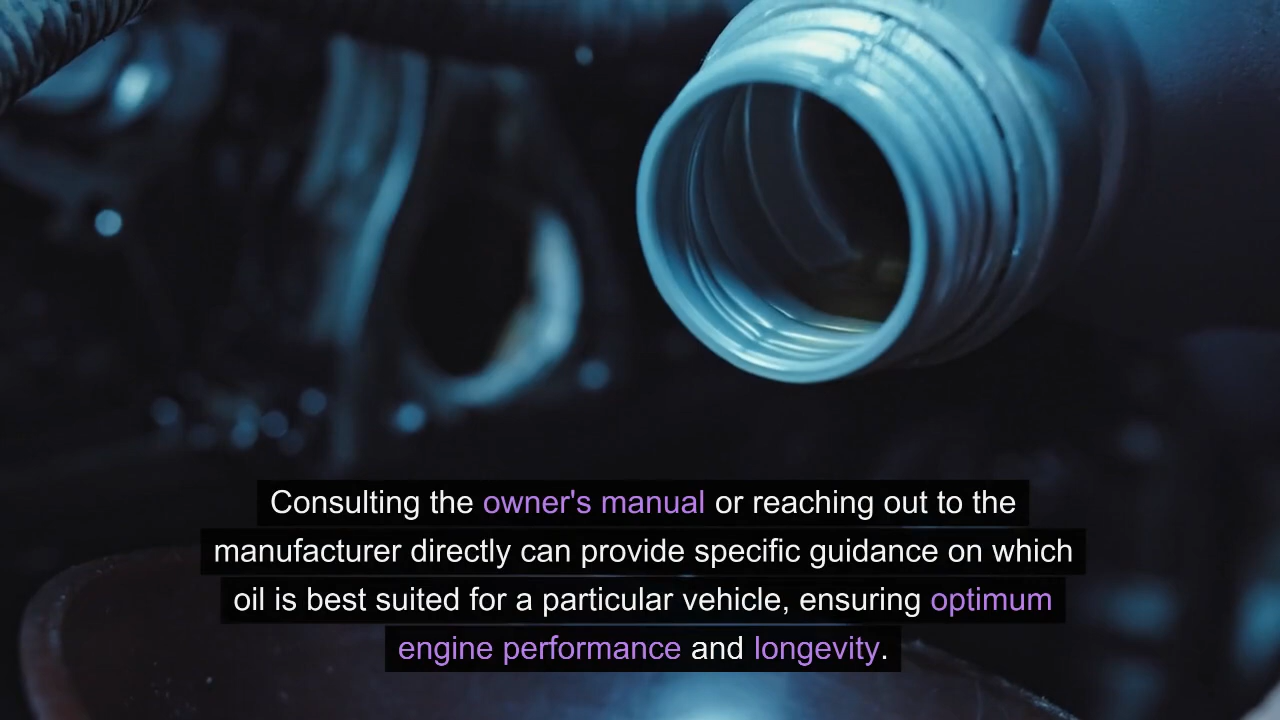 Consulting the owner's manual or reaching out to the
manufacturer directly can provide specific guidance on which
oil is best suited for a particular vehicle, ensuring optimum
engine performance and longevity.